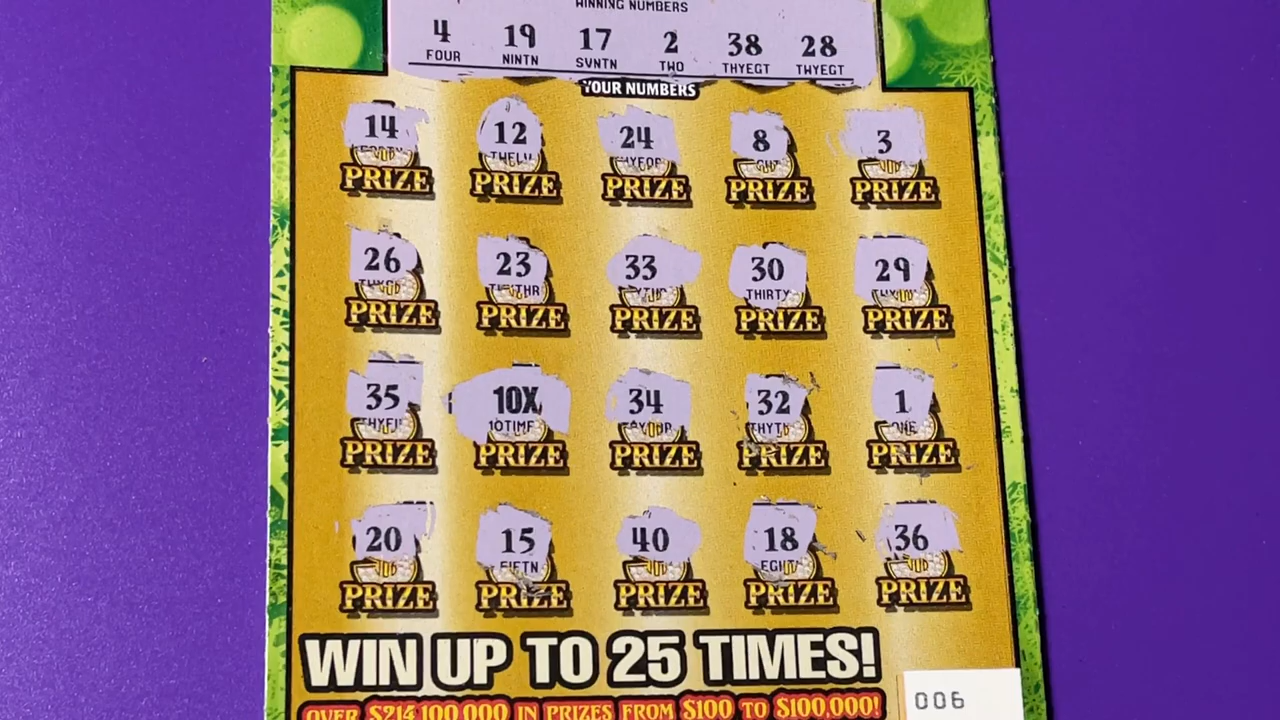 WINNING NUMBERS
4 19 17 2 38 28
FOUR NINTN SVNTN TWO THYEGT TWYEGT
YOUR NUMBERS
14 12 24 8 3
PRIZE PRIZE PRIZE PRIZE PRIZE
26 23 33 30 29
THIRTY
PRIZE PRIZE PRIZE PRIZE PRIZE
35 10X 34 32 1
10TIME ONE
PRIZE PRIZE PRIZE PRIZE PRIZE
20 15 40 18 36
FIFTN
PRIZE PRIZE PRIZE PRIZE PRIZE
WIN UP TO 25 TIMES!
OVER $214,100,000 IN PRIZES FROM $100 TO $100,000!
006